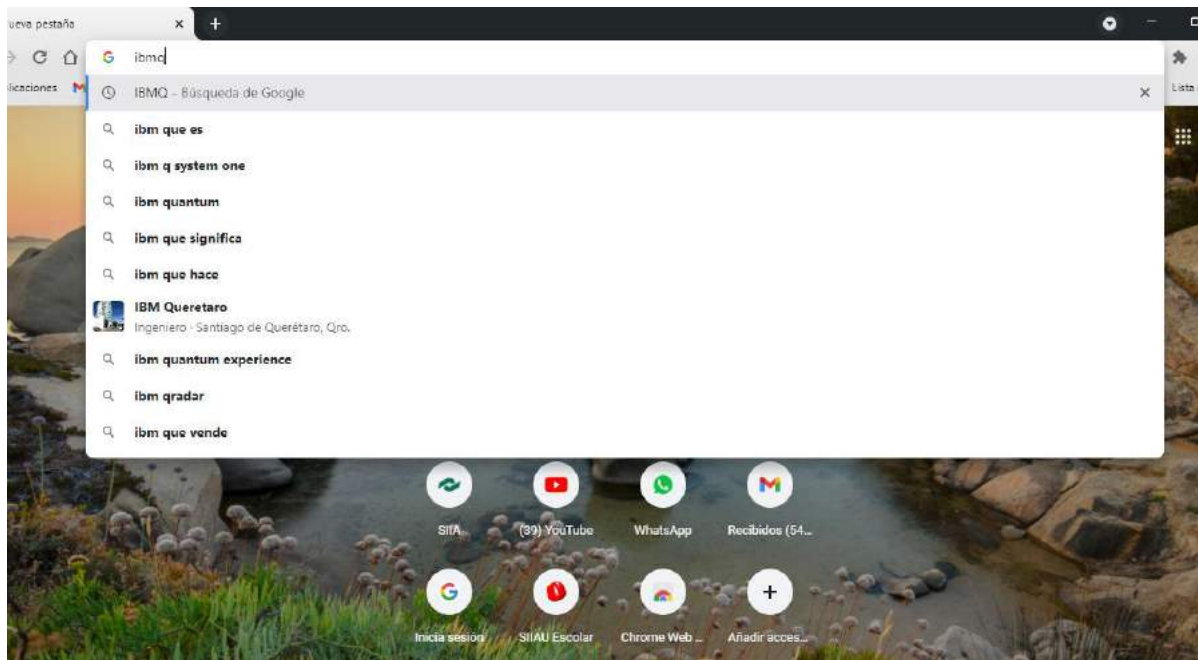 ueva pestaña
ibmq
licaciones
Lista
IBMQ - Búsqueda de Google
ibm que es
ibm q system one
ibm quantum
ibm que significa
ibm que hace
IBM Queretaro
Ingeniero · Santiago de Querétaro, Qro.
ibm quantum experience
ibm qradar
ibm que vende
SIIA
(39) YouTube
WhatsApp
Recibidos (54...
Inicia sesión
SIIAU Escolar
Chrome Web ...
Añadir acces...